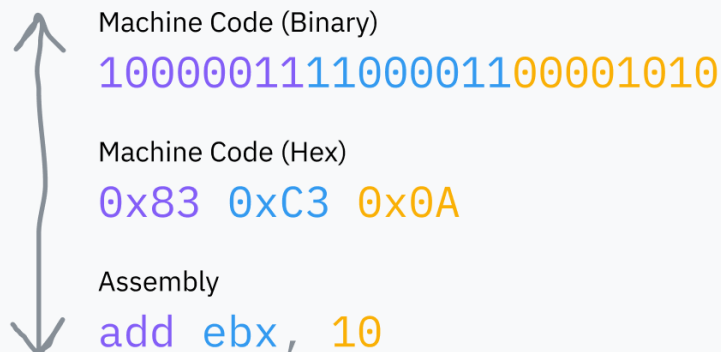 Machine Code (Binary)
100000111100001100001010
Machine Code (Hex)
0x83 0xC3 0x0A
Assembly
add ebx, 10